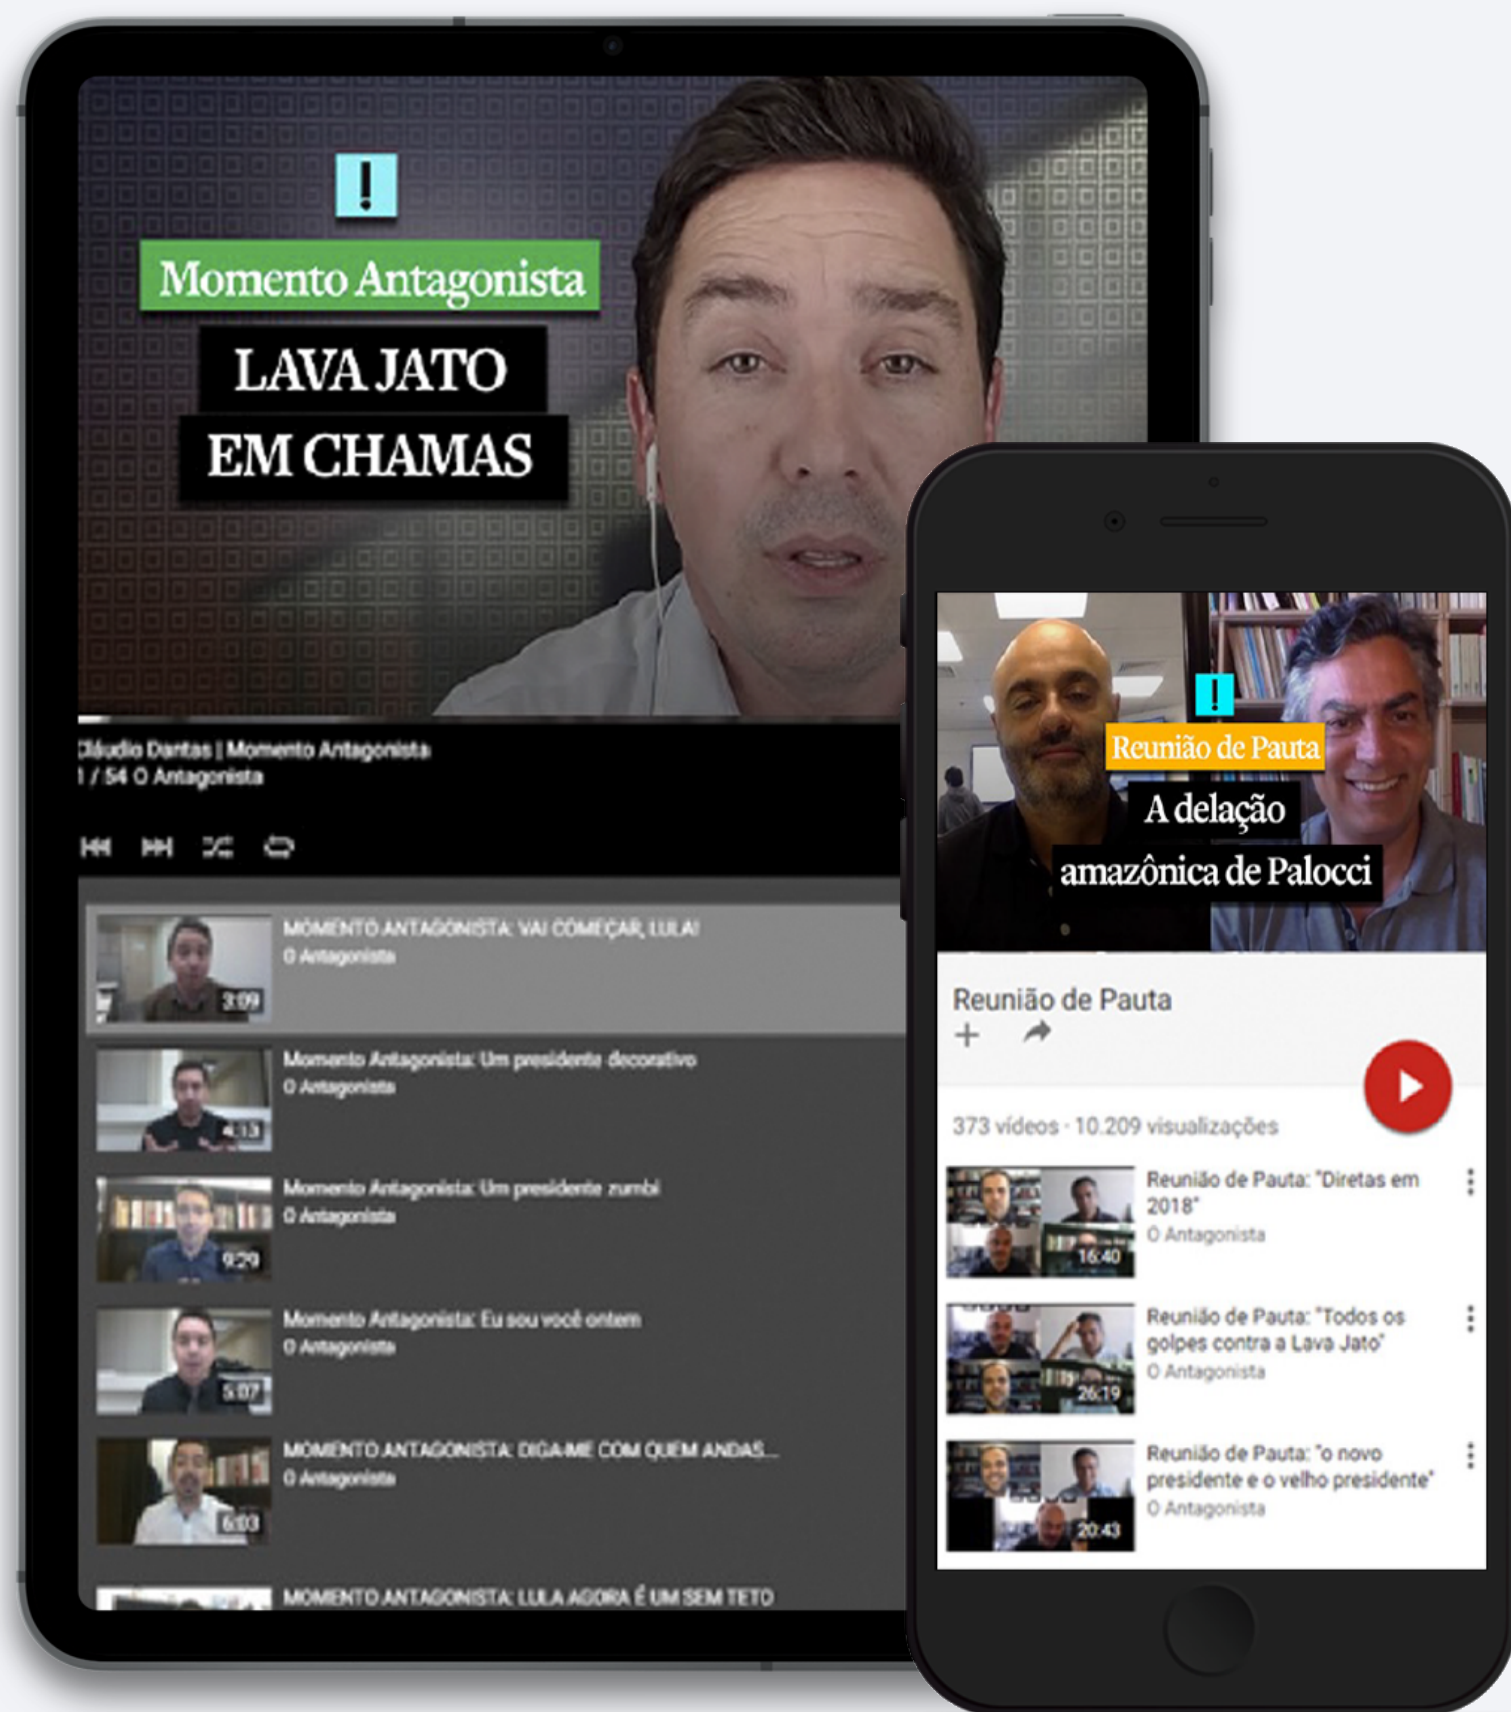 !
Momento Antagonista
LAVA JATO
EM CHAMAS
Cláudio Dantas | Momento Antagonista
1 / 54 O Antagonista
MOMENTO ANTAGONISTA: VAI COMEÇAR, LULA!
O Antagonista
3:09
Momento Antagonista: Um presidente decorativo
O Antagonista
4:13
Momento Antagonista: Um presidente zumbi
O Antagonista
9:29
Momento Antagonista: Eu sou você ontem
O Antagonista
5:07
MOMENTO ANTAGONISTA: DIGA-ME COM QUEM ANDAS...
O Antagonista
6:03
MOMENTO ANTAGONISTA: LULA AGORA É UM SEM TETO
!
Reunião de Pauta
A delação
amazônica de Palocci
Reunião de Pauta
373 vídeos · 10.209 visualizações
Reunião de Pauta: "Diretas em
2018"
O Antagonista
16:40
Reunião de Pauta: "Todos os
golpes contra a Lava Jato"
O Antagonista
26:19
Reunião de Pauta: "o novo
presidente e o velho presidente"
O Antagonista
20:43